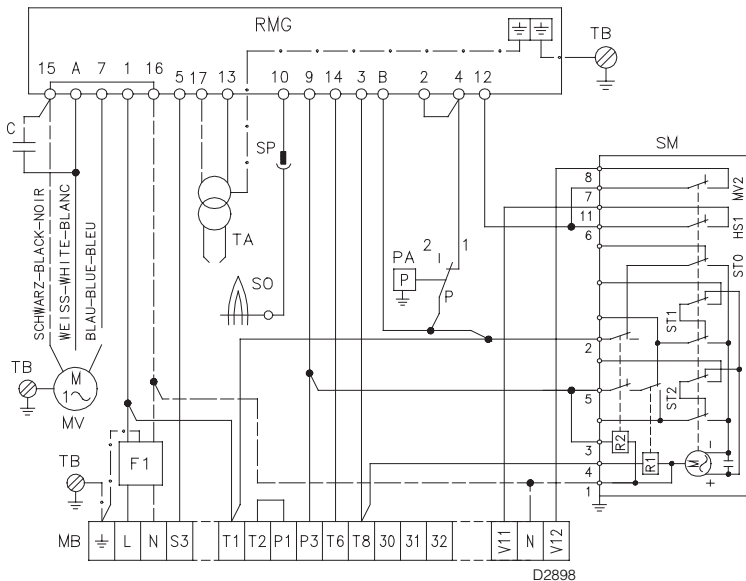 RMG
TB
15 A 7 1 16 5 17 13 10 9 14 3 B 2 4 12
C
SP
SM
8
MV2
7
11
HS1
6
ST0
SCHWARZ-BLACK-NOIR
WEISS-WHITE-BLANC
BLAU-BLUE-BLEU
TA
2 1
PA
P
P
SO
ST1
2
TB
M
1~
MV
ST2
5
R2
R1
M
-
+
3
4
1
TB
F1
MB
L N S3 T1 T2 P1 P3 T6 T8 30 31 32 V11 N V12
D2898